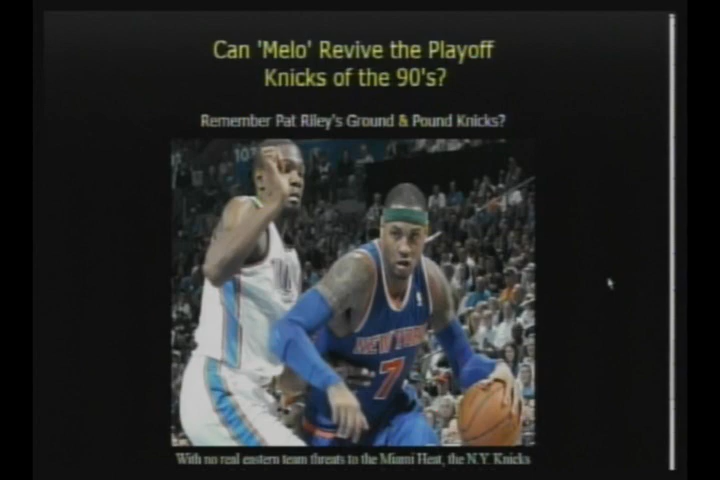 Can 'Melo' Revive the Playoff
Knicks of the 90's?
Remember Pat Riley's Ground & Pound Knicks?
107
NEW YORK
7
With no real eastern team threats to the Miami Heat, the N.Y. Knicks